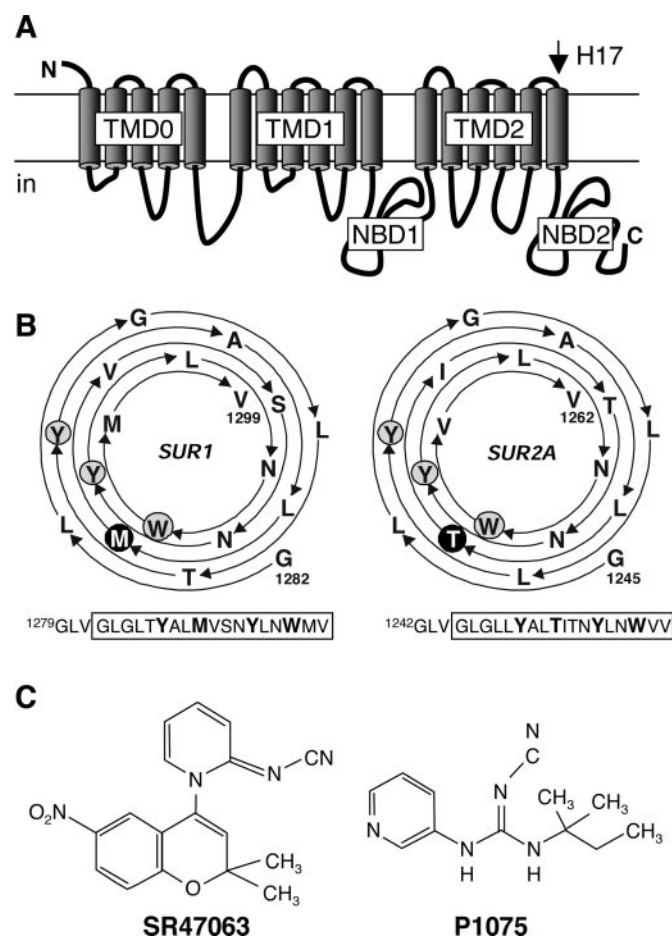 A
N
H17
TMD0
TMD1
TMD2
in
NBD1
NBD2
C
B
G
A
V
L
S
V
1299
Y
M
SUR1
L
Y
N
L
M
W
N
L
T
G
1282
G
A
I
L
T
V
1262
Y
V
SUR2A
L
Y
N
L
T
W
N
L
L
G
1245
1279GLV GLGLTYALMVSNYLNWMV
1242GLV GLGLLYALTITNYLNWVV
C
N
N
CN
O2N
O
CH3
CH3
SR47063
N
C
N
N
N
H
N
H
CH3
CH3
CH3
P1075